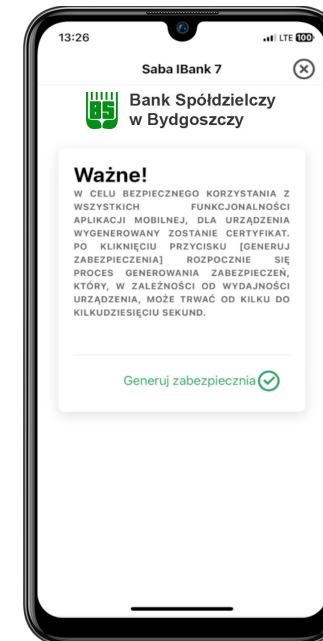 13:26 LTE 100
Saba IBank 7
BS Bank Spółdzielczy
w Bydgoszczy
Ważne!
W CELU BEZPIECZNEGO KORZYSTANIA Z
WSZYSTKICH FUNKCJONALNOŚCI
APLIKACJI MOBILNEJ, DLA URZĄDZENIA
WYGENEROWANY ZOSTANIE CERTYFIKAT.
PO KLIKNIĘCIU PRZYCISKU [GENERUJ
ZABEZPIECZENIA] ROZPOCZNIE SIĘ
PROCES GENEROWANIA ZABEZPIECZEŃ,
KTÓRY, W ZALEŻNOŚCI OD WYDAJNOŚCI
URZĄDZENIA, MOŻE TRWAĆ OD KILKU DO
KILKUDZIESIĘCIU SEKUND.
Generuj zabezpiecznia